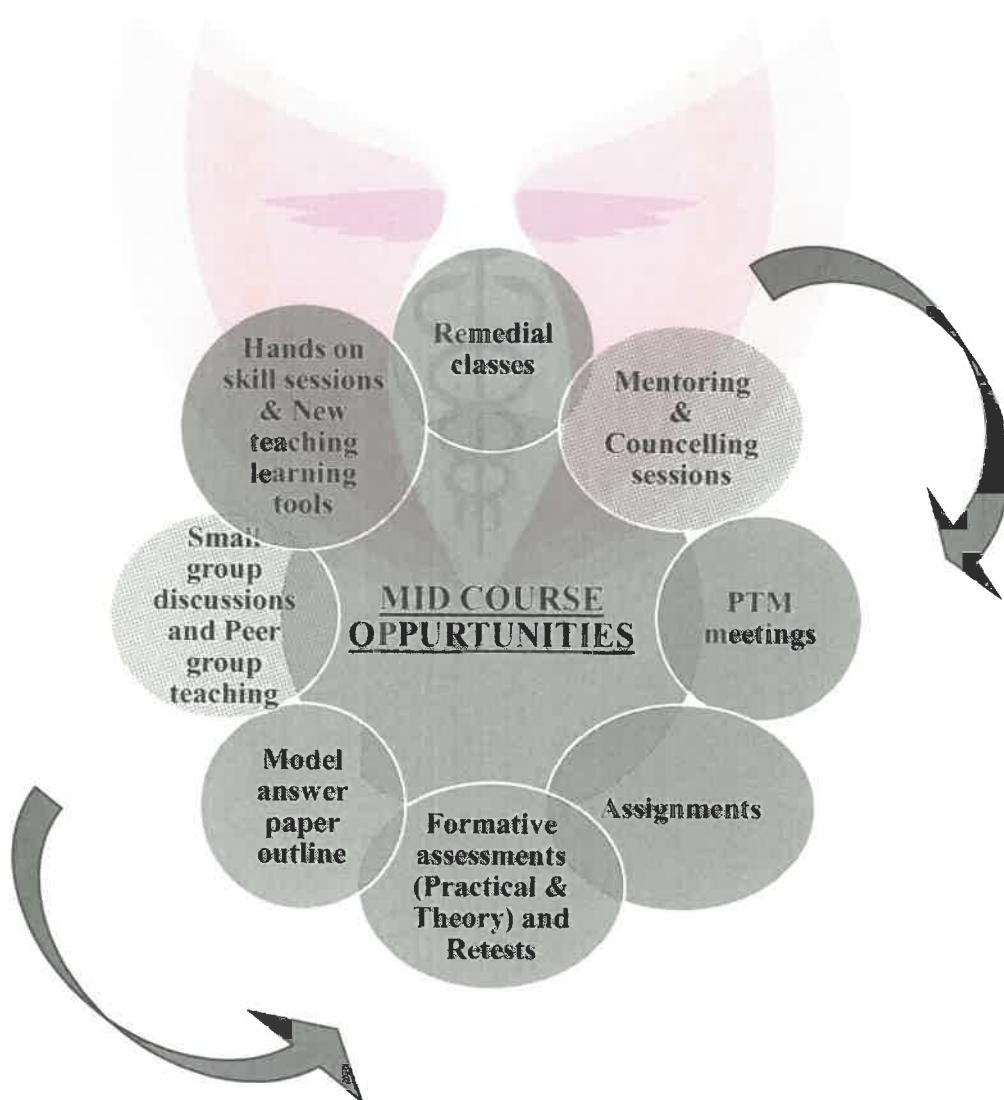 Remedial
classes
Mentoring
&
Councelling
sessions
PTM
meetings
Assignments
Formative
assessments
(Practical &
Theory) and
Retests
Model
answer
paper
outline
Small
group
discussions
and Peer
group
teaching
Hands on
skill sessions
& New
teaching
learning
tools
MID COURSE
OPPURTUNITIES